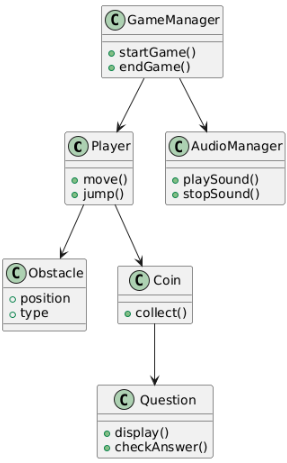 C GameManager
startGame()
endGame()
C Player
move()
jump()
C AudioManager
playSound()
stopSound()
C Obstacle
position
type
C Coin
collect()
C Question
display()
checkAnswer()